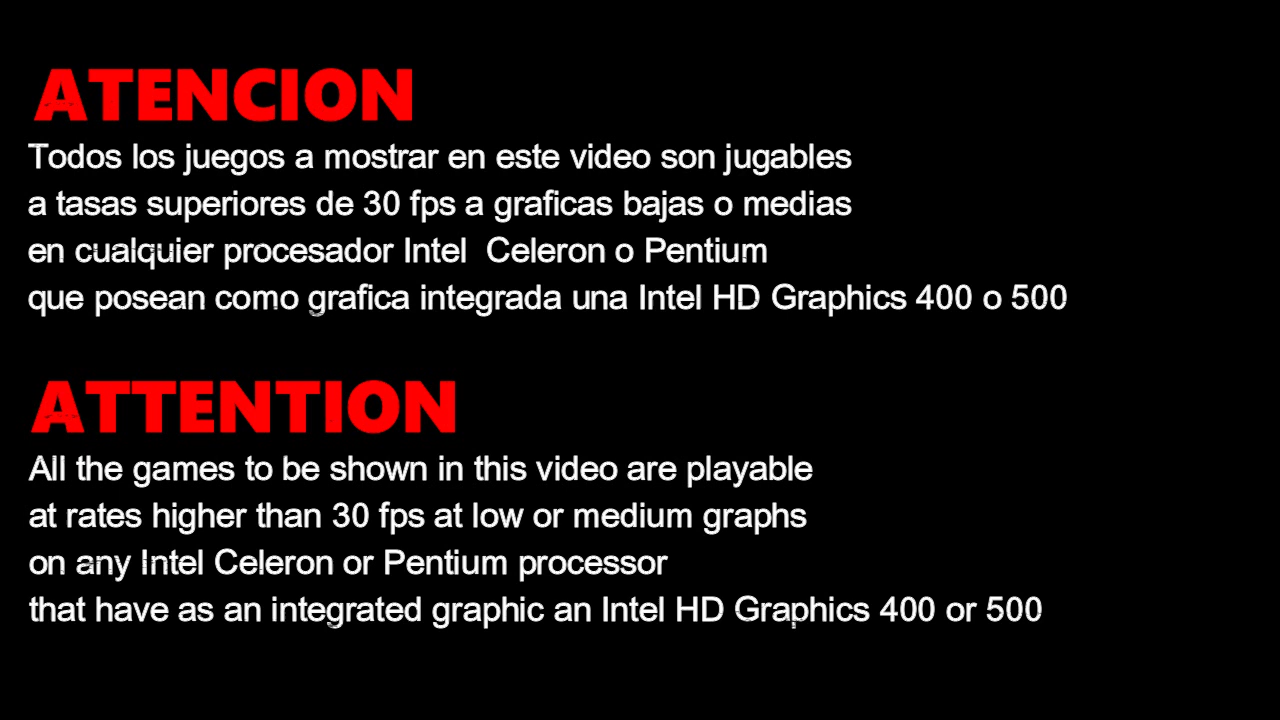 ATENCION
Todos los juegos a mostrar en este video son jugables
a tasas superiores de 30 fps a graficas bajas o medias
en cualquier procesador Intel  Celeron o Pentium
que posean como grafica integrada una Intel HD Graphics 400 o 500
ATTENTION
All the games to be shown in this video are playable
at rates higher than 30 fps at low or medium graphs
on any Intel Celeron or Pentium processor
that have as an integrated graphic an Intel HD Graphics 400 or 500